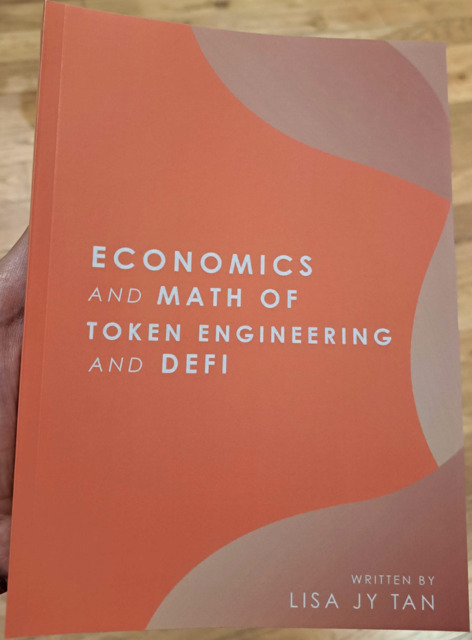 ECONOMICS
AND MATH OF
TOKEN ENGINEERING
AND DEFI
WRITTEN BY
LISA JY TAN